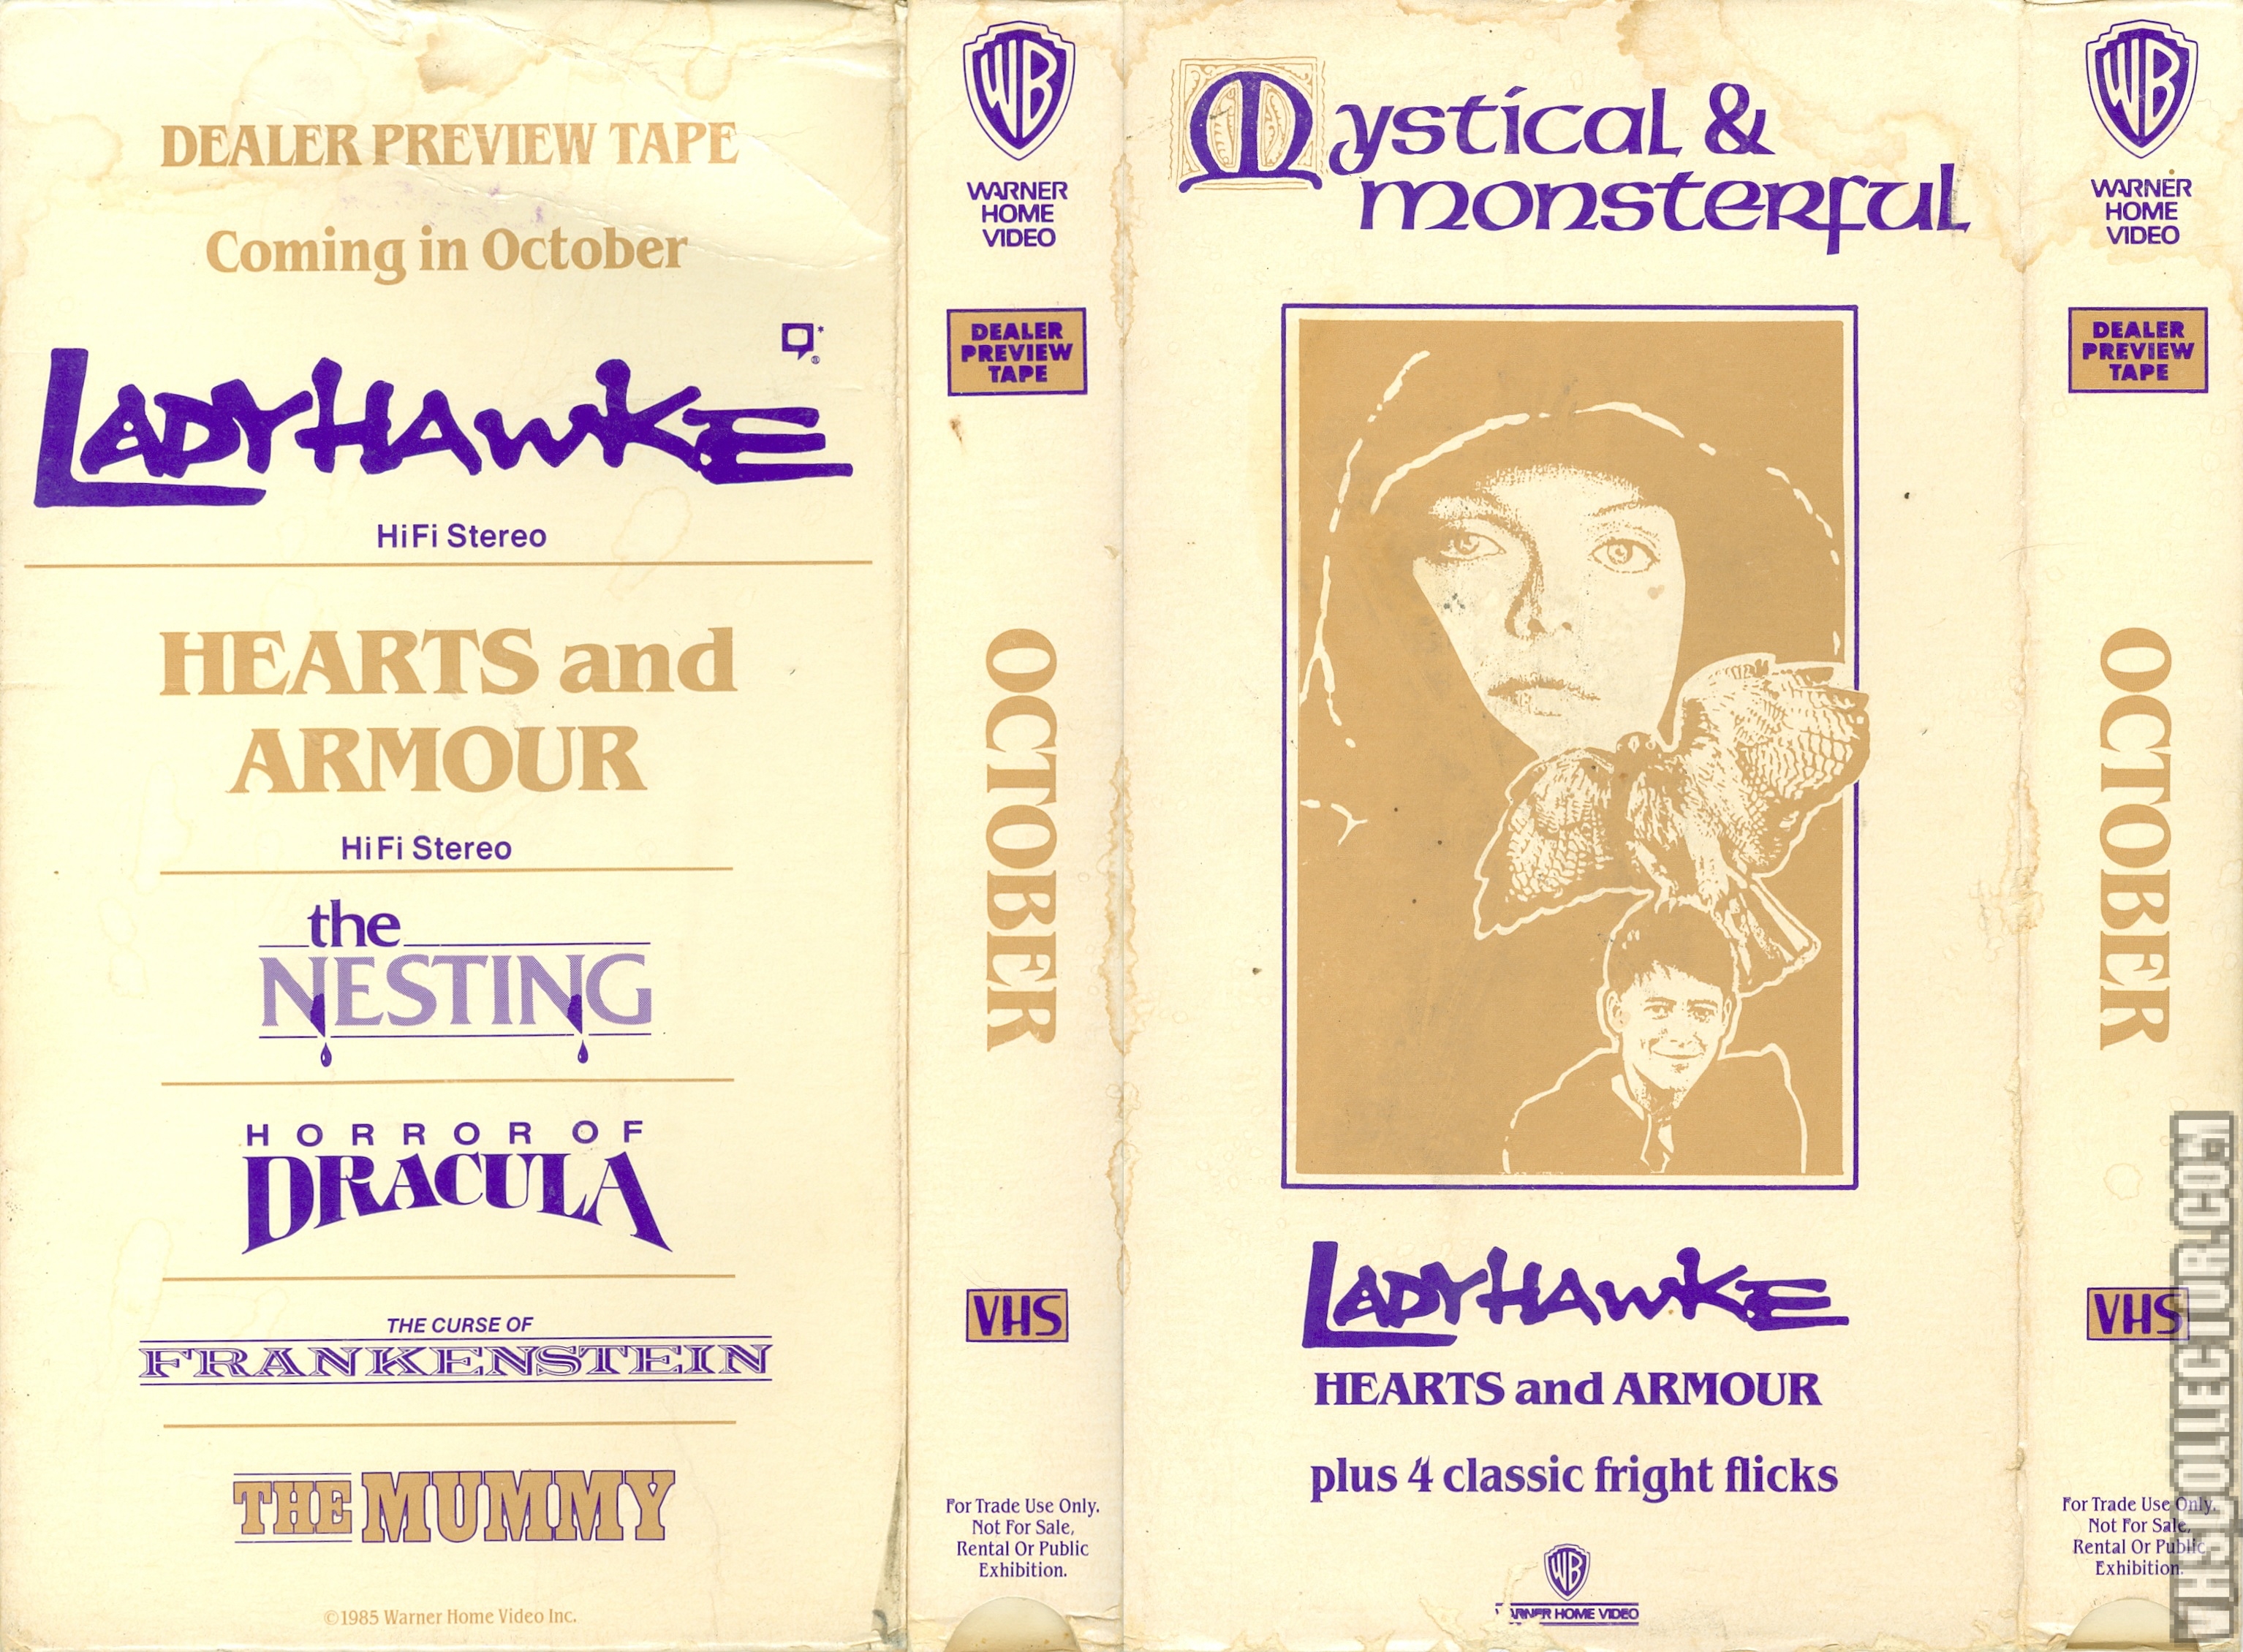 DEALER PREVIEW TAPE
Coming in October
LADYHAWKE
HiFi Stereo
HEARTS and
ARMOUR
HiFi Stereo
the
NESTING
HORROR OF
DRACULA
THE CURSE OF
FRANKENSTEIN
THE MUMMY
©1985 Warner Home Video Inc.
WB
WARNER
HOME
VIDEO
DEALER
PREVIEW
TAPE
OCTOBER
VHS
For Trade Use Only.
Not For Sale,
Rental Or Public
Exhibition.
Mystical &
monsterful
LADYHAWKE
HEARTS and ARMOUR
plus 4 classic fright flicks
WB
WARNER HOME VIDEO
WB
WARNER
HOME
VIDEO
DEALER
PREVIEW
TAPE
OCTOBER
VHS
For Trade Use Only.
Not For Sale,
Rental Or Public
Exhibition.
VHSCOLLECTOR.COM